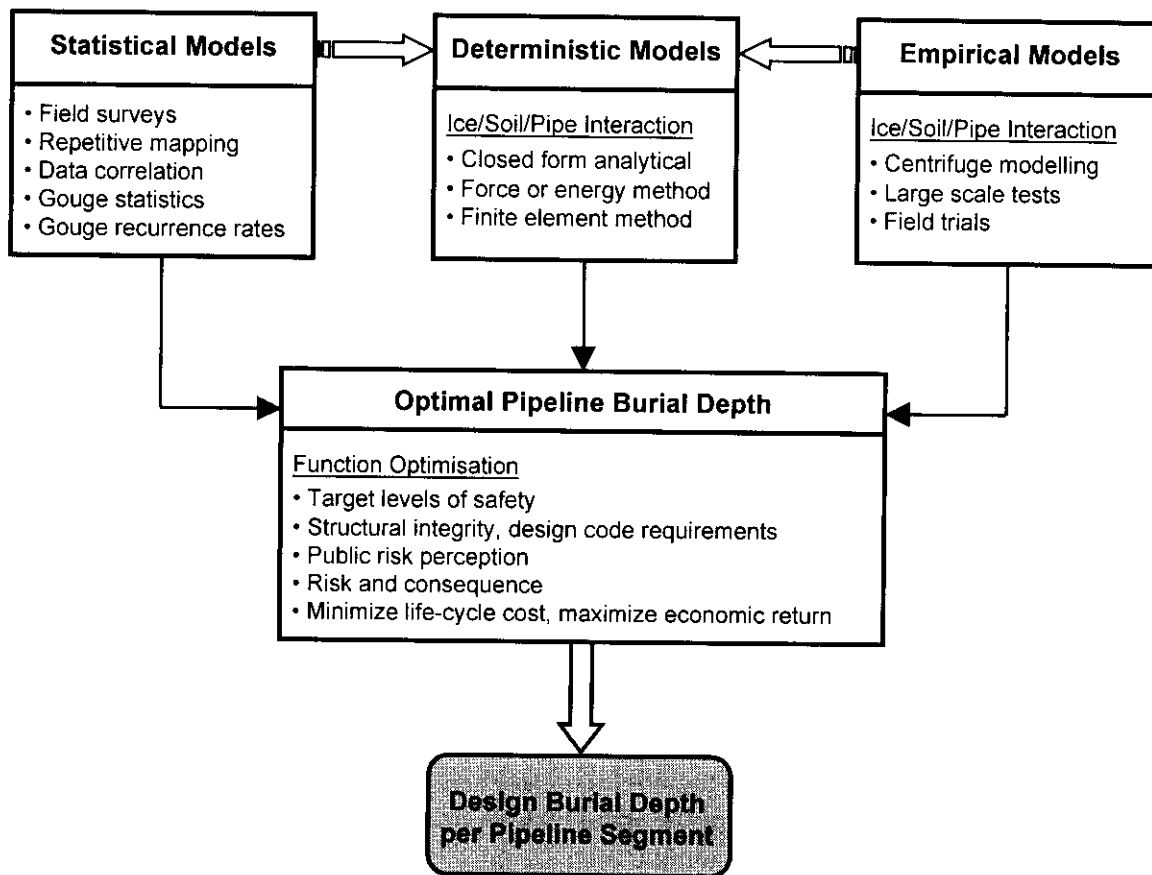 Statistical Models
• Field surveys
• Repetitive mapping
• Data correlation
• Gouge statistics
• Gouge recurrence rates
Deterministic Models
Ice/Soil/Pipe Interaction
• Closed form analytical
• Force or energy method
• Finite element method
Empirical Models
Ice/Soil/Pipe Interaction
• Centrifuge modelling
• Large scale tests
• Field trials
Optimal Pipeline Burial Depth
Function Optimisation
• Target levels of safety
• Structural integrity, design code requirements
• Public risk perception
• Risk and consequence
• Minimize life-cycle cost, maximize economic return
Design Burial Depth
per Pipeline Segment